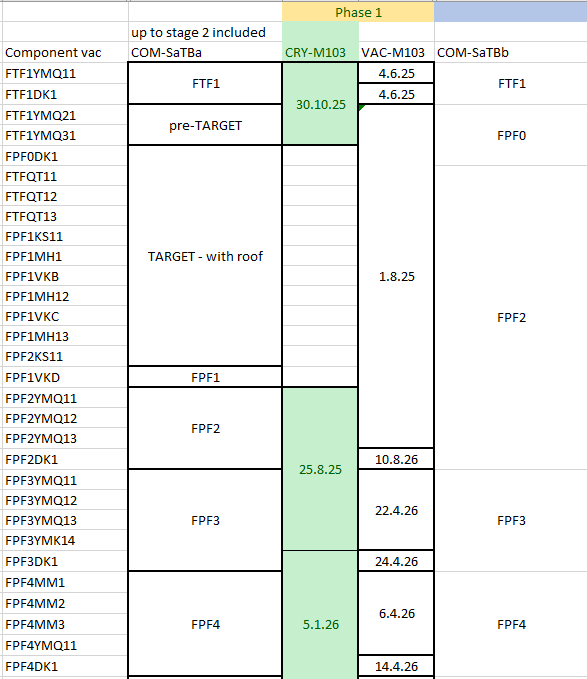 Phase 1
up to stage 2 included
Component vac COM-SaTBa CRY-M103 VAC-M103 COM-SaTBb
FTF1YMQ11 4.6.25
FTF1 FTF1
FTF1DK1 4.6.25
30.10.25
FTF1YMQ21
pre-TARGET FPF0
FTF1YMQ31
FPF0DK1
FTFQT11
FTFQT12
FTFQT13
FPF1KS11
FPF1MH1 TARGET - with roof
FPF1VKB 1.8.25
FPF1MH12
FPF1VKC FPF2
FPF1MH13
FPF2KS11
FPF1VKD FPF1
FPF2YMQ11
FPF2YMQ12
FPF2
FPF2YMQ13
FPF2DK1 25.8.25 10.8.26
FPF3YMQ11
FPF3YMQ12
22.4.26
FPF3YMQ13 FPF3 FPF3
FPF3YMK14
FPF3DK1 24.4.26
FPF4MM1
FPF4MM2
6.4.26
FPF4MM3 FPF4 5.1.26 FPF4
FPF4YMQ11
FPF4DK1 14.4.26